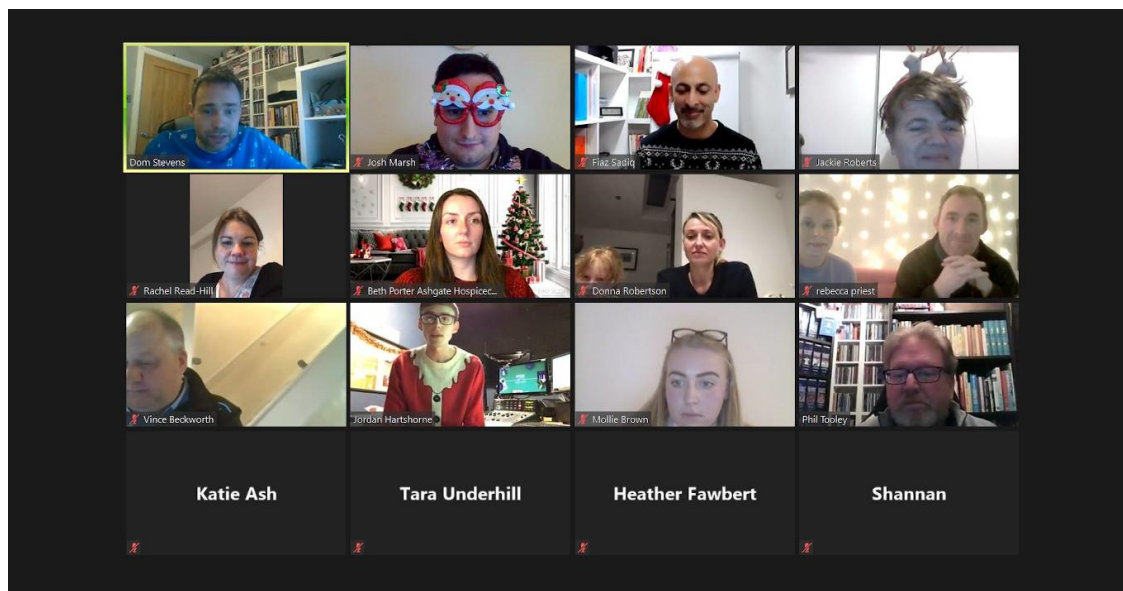 Dom Stevens
Josh Marsh
Fiaz Sadiq
Jackie Roberts
Rachel Read-Hill
Beth Porter Ashgate Hospicec...
Donna Robertson
rebecca priest
Vince Beckworth
Jordan Hartshorne
Mollie Brown
Phil Tooley
Katie Ash
Tara Underhill
Heather Fawbert
Shannan